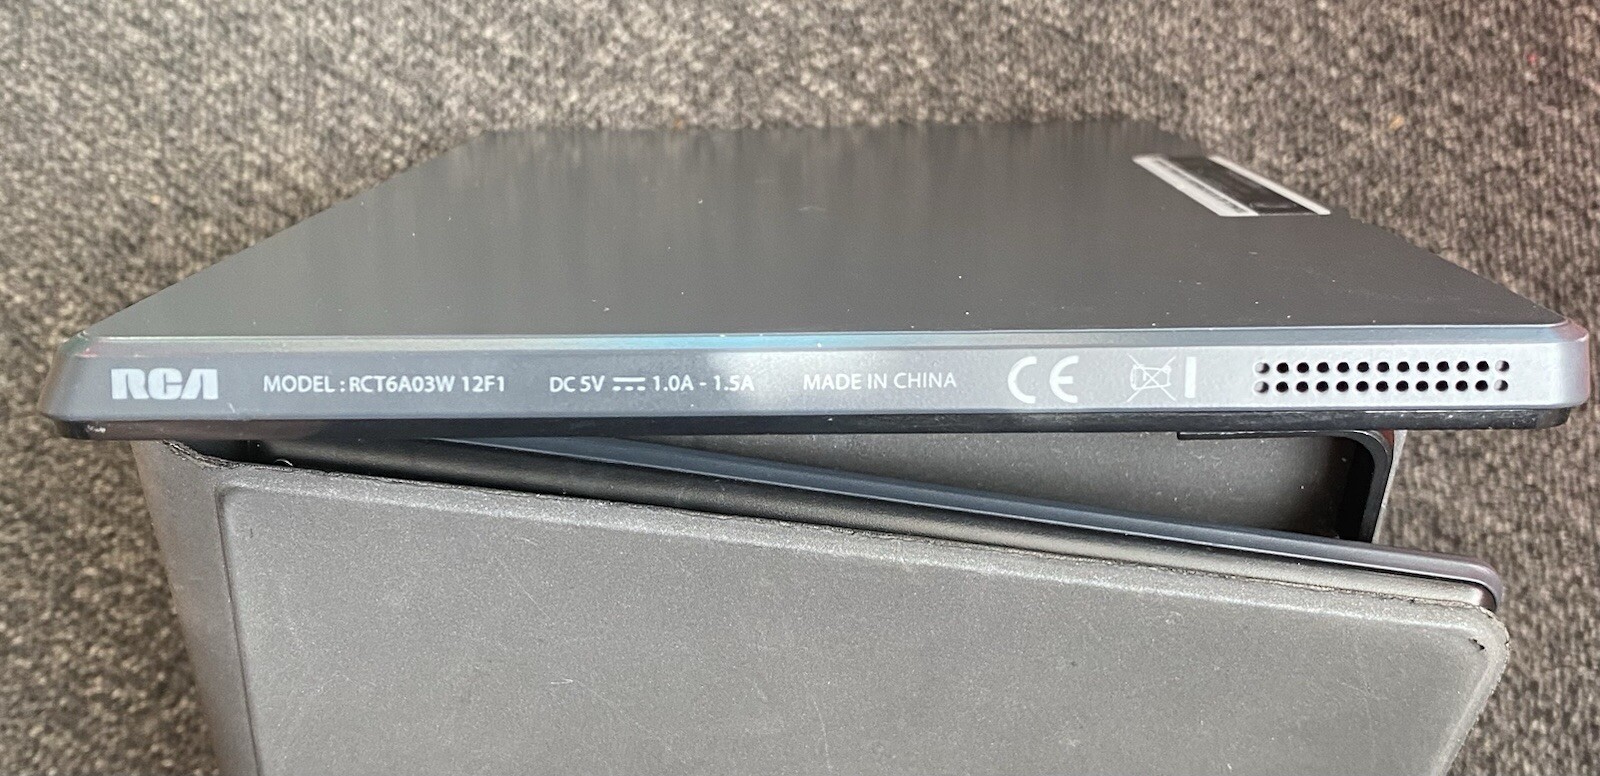 RCA MODEL : RCT6A03W 12F1 DC 5V ⎓ 1.0A - 1.5A MADE IN CHINA CE